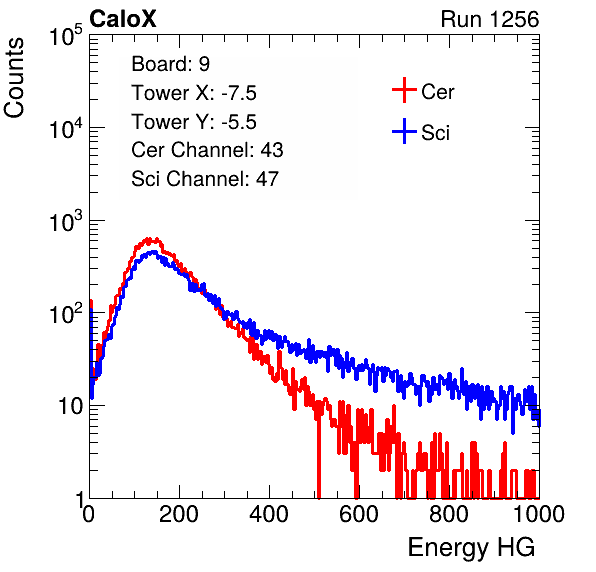 CaloX Run 1256
Counts
10^5
10^4
10^3
10^2
10
1
Board: 9
Tower X: -7.5
Tower Y: -5.5
Cer Channel: 43
Sci Channel: 47
Cer
Sci
0 200 400 600 800 1000
Energy HG